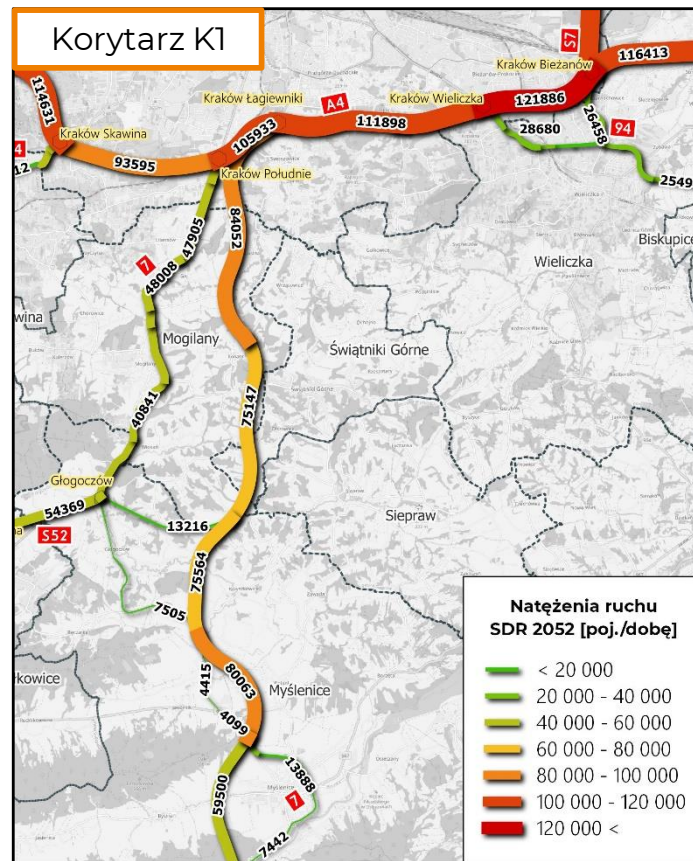 Korytarz K1
S7
116413
Kraków Bieżanów
114631
Kraków Łagiewniki
A4
Kraków Wieliczka
121886
111898
105933
Kraków Skawina
28680
26458
94
4
12
93595
Kraków Południe
2549
84052
47905
Biskupice
Wieliczka
7
48008
wina
Mogilany
Świątniki Górne
75147
40841
Głogoczów
54369
13216
Siepraw
na
S52
75564
7505
4415
80063
łkowice
Myślenice
4099
59500
13888
7
7442
Natężenia ruchu
SDR 2052 [poj./dobę]
< 20 000
20 000 - 40 000
40 000 - 60 000
60 000 - 80 000
80 000 - 100 000
100 000 - 120 000
120 000 <